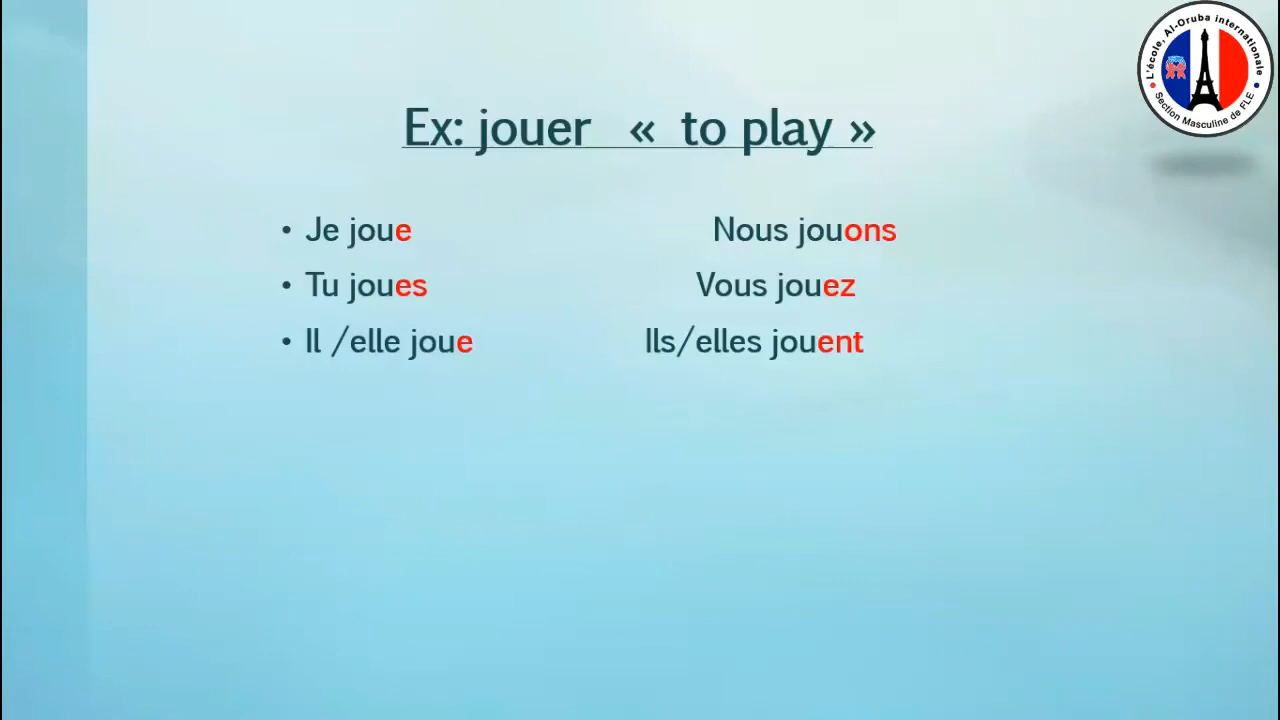 L'école, Al-Oruba internationale
Section Masculine de FLE
Ex: jouer « to play »
• Je joue Nous jouons
• Tu joues Vous jouez
• Il /elle joue Ils/elles jouent